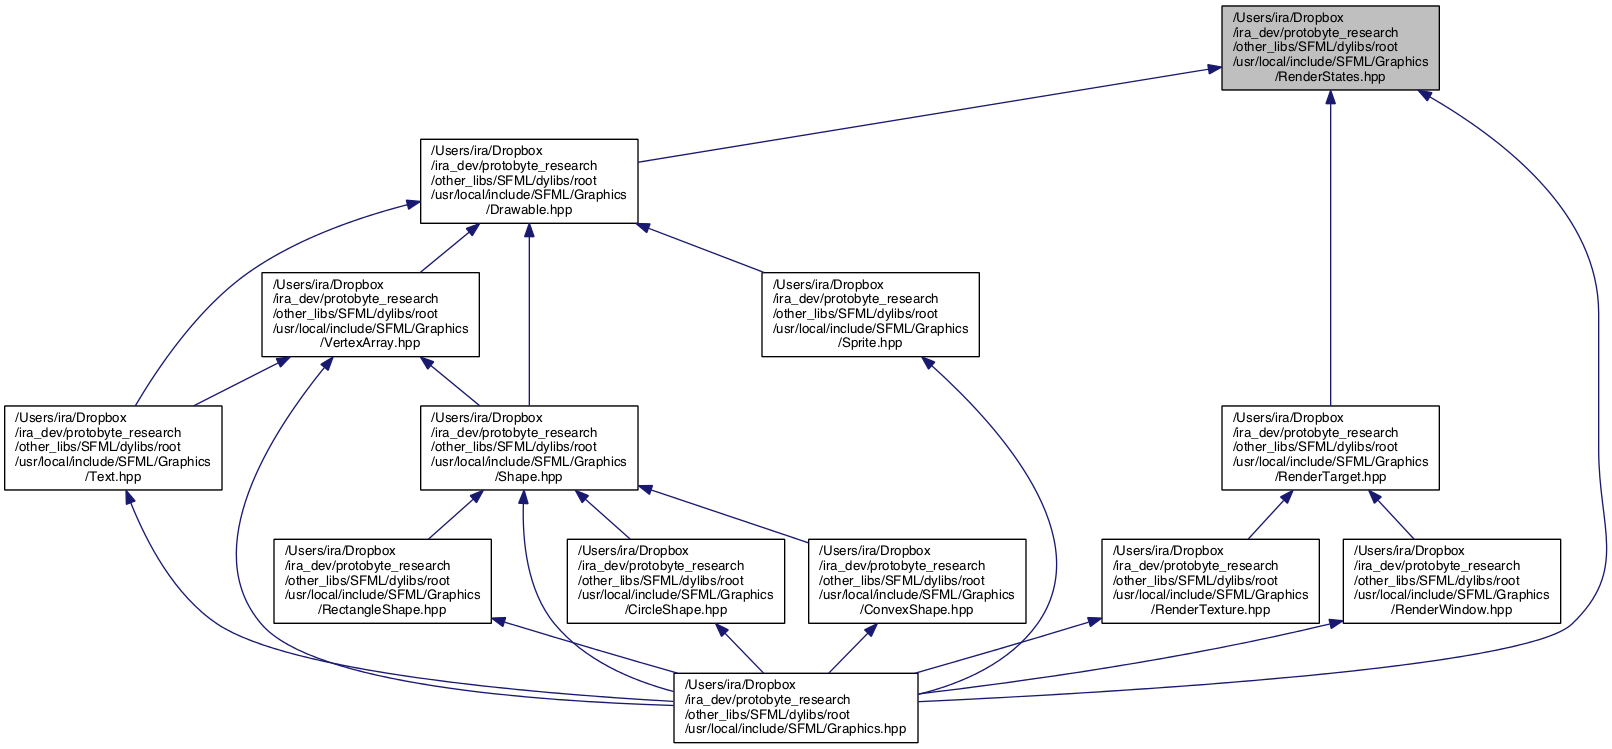 /Users/ira/Dropbox
/ira_dev/protobyte_research
/other_libs/SFML/dylibs/root
/usr/local/include/SFML/Graphics
/RenderStates.hpp
/Users/ira/Dropbox
/ira_dev/protobyte_research
/other_libs/SFML/dylibs/root
/usr/local/include/SFML/Graphics
/Drawable.hpp
/Users/ira/Dropbox
/ira_dev/protobyte_research
/other_libs/SFML/dylibs/root
/usr/local/include/SFML/Graphics
/VertexArray.hpp
/Users/ira/Dropbox
/ira_dev/protobyte_research
/other_libs/SFML/dylibs/root
/usr/local/include/SFML/Graphics
/Sprite.hpp
/Users/ira/Dropbox
/ira_dev/protobyte_research
/other_libs/SFML/dylibs/root
/usr/local/include/SFML/Graphics
/Text.hpp
/Users/ira/Dropbox
/ira_dev/protobyte_research
/other_libs/SFML/dylibs/root
/usr/local/include/SFML/Graphics
/Shape.hpp
/Users/ira/Dropbox
/ira_dev/protobyte_research
/other_libs/SFML/dylibs/root
/usr/local/include/SFML/Graphics
/RenderTarget.hpp
/Users/ira/Dropbox
/ira_dev/protobyte_research
/other_libs/SFML/dylibs/root
/usr/local/include/SFML/Graphics
/RectangleShape.hpp
/Users/ira/Dropbox
/ira_dev/protobyte_research
/other_libs/SFML/dylibs/root
/usr/local/include/SFML/Graphics
/CircleShape.hpp
/Users/ira/Dropbox
/ira_dev/protobyte_research
/other_libs/SFML/dylibs/root
/usr/local/include/SFML/Graphics
/ConvexShape.hpp
/Users/ira/Dropbox
/ira_dev/protobyte_research
/other_libs/SFML/dylibs/root
/usr/local/include/SFML/Graphics
/RenderTexture.hpp
/Users/ira/Dropbox
/ira_dev/protobyte_research
/other_libs/SFML/dylibs/root
/usr/local/include/SFML/Graphics
/RenderWindow.hpp
/Users/ira/Dropbox
/ira_dev/protobyte_research
/other_libs/SFML/dylibs/root
/usr/local/include/SFML/Graphics.hpp